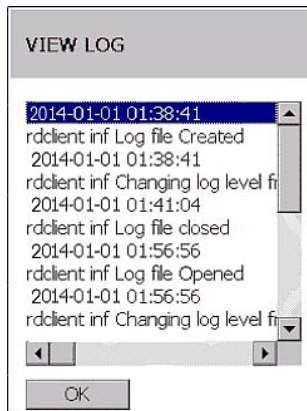 VIEW LOG
2014-01-01 01:38:41
rdclient inf Log file Created
2014-01-01 01:38:41
rdclient inf Changing log level fr
2014-01-01 01:41:04
rdclient inf Log file closed
2014-01-01 01:56:56
rdclient inf Log file Opened
2014-01-01 01:56:56
rdclient inf Changing log level fr
OK